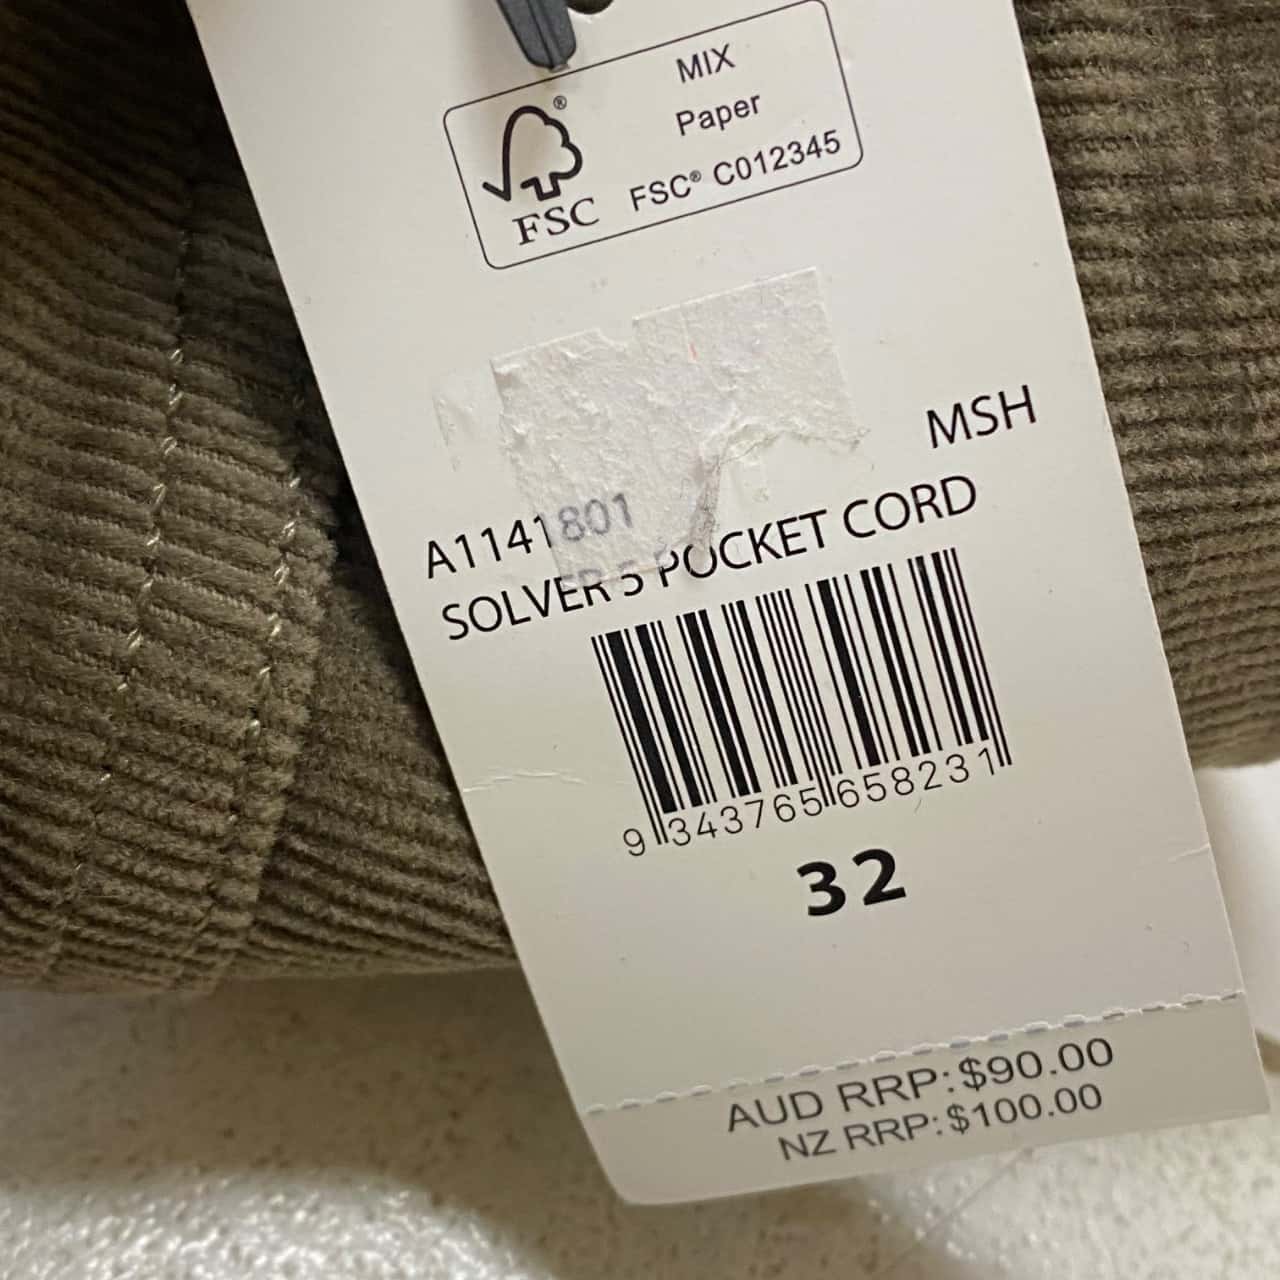 MIX
Paper
FSC® C012345
®
FSC
MSH
A1141801
SOLVER 5 POCKET CORD
9 343765 658231
32
AUD RRP: $90.00
NZ RRP: $100.00